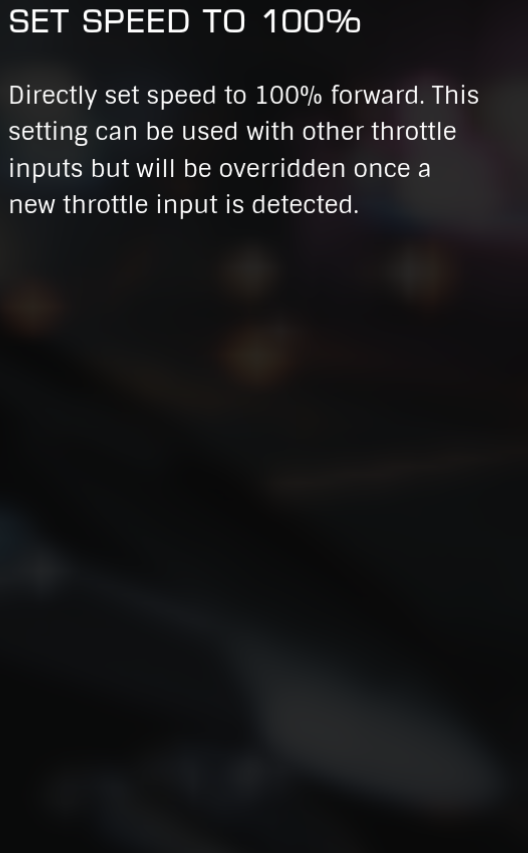 SET SPEED TO 100%
Directly set speed to 100% forward. This
setting can be used with other throttle
inputs but will be overridden once a
new throttle input is detected.